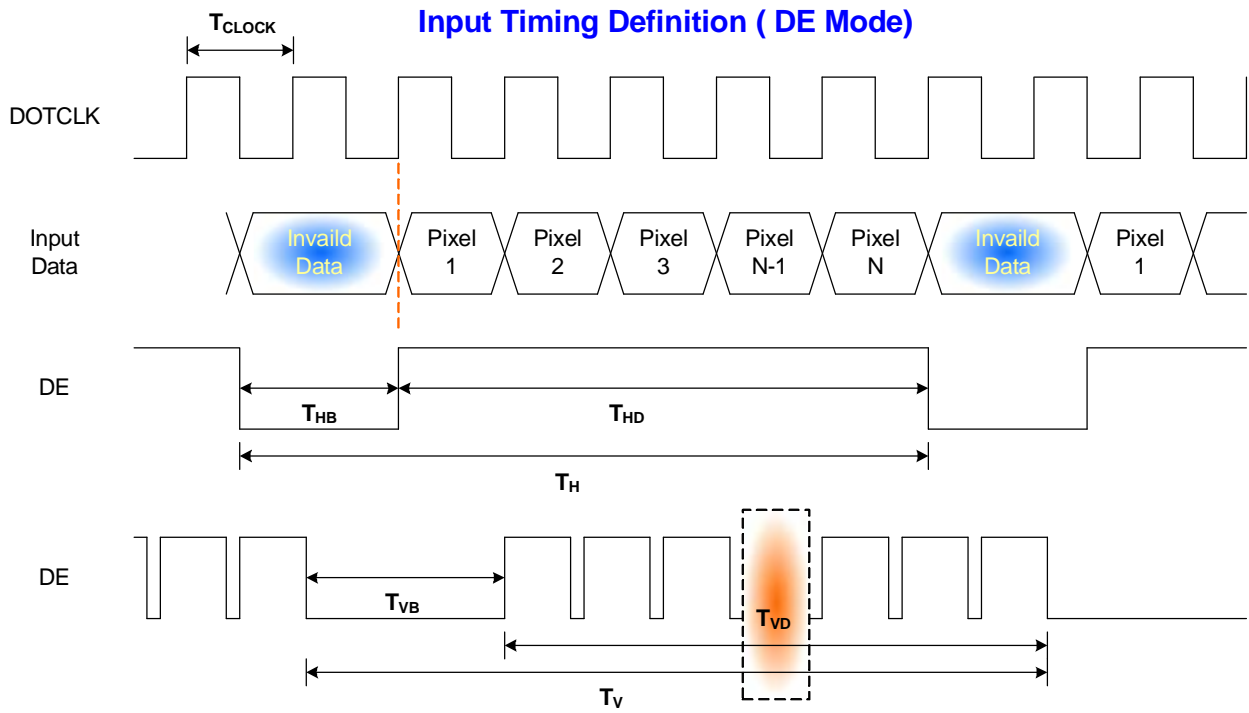 Input Timing Definition ( DE Mode)
TCLOCK
DOTCLK
Input
Data
Invaild
Data
Pixel
1
Pixel
2
Pixel
3
Pixel
N-1
Pixel
N
Invaild
Data
Pixel
1
DE
THB
THD
TH
DE
TVB
TVD
TV